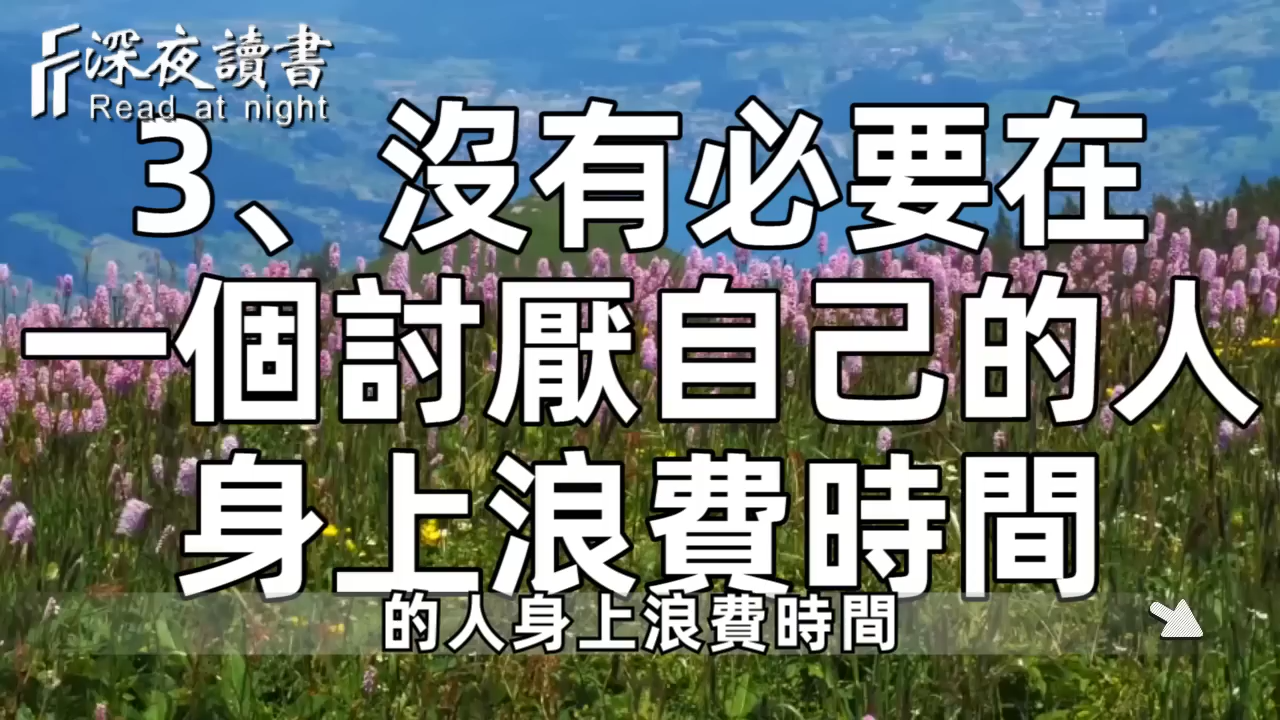 深夜讀書
Read at night
3、沒有必要在
一個討厭自己的人
身上浪費時間
的人身上浪費時間